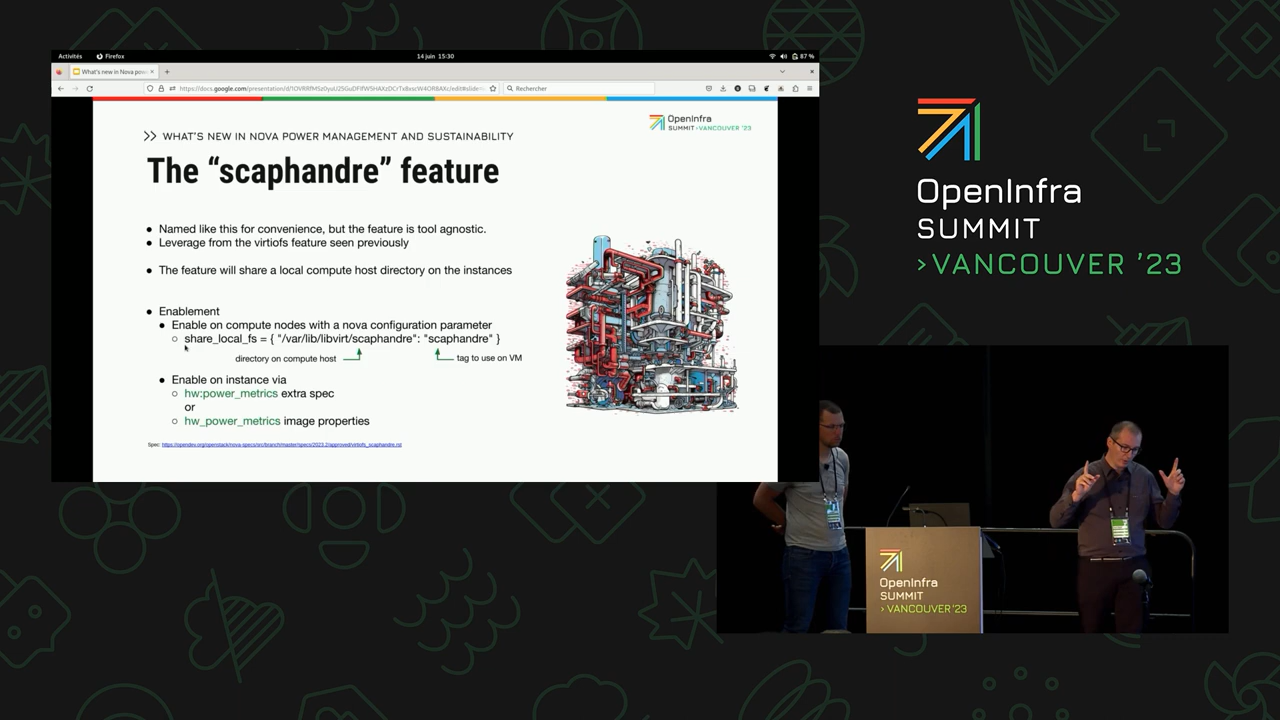 Activités
Firefox
14 juin 15:30
87 %
What's new in Nova pow
https://docs.google.com/presentation/d/
Rechercher
OpenInfra
SUMMIT >VANCOUVER '23
>> WHAT'S NEW IN NOVA POWER MANAGEMENT AND SUSTAINABILITY
The “scaphandre” feature
● Named like this for convenience, but the feature is tool agnostic.
● Leverage from the virtiofs feature seen previously
● The feature will share a local compute host directory on the instances
● Enablement
● Enable on compute nodes with a nova configuration parameter
○ share_local_fs = { "/var/lib/libvirt/scaphandre": "scaphandre" }
directory on compute host
tag to use on VM
● Enable on instance via
○ hw:power_metrics extra spec
or
○ hw_power_metrics image properties
Spec: https://opendev.org/openstack/nova-specs/src/branch/master/specs/2023.2/approved/virtiofs_scaphandre.rst
OpenInfra
SUMMIT
>VANCOUVER '23
OpenInfra
SUMMIT
>VANCOUVER '23